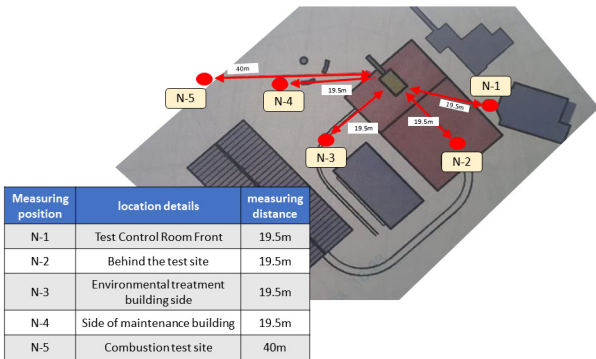 40m
N-5
N-4
19.5m
N-1
19.5m
19.5m
19.5m
N-3
N-2
Measuring position
location details
measuring distance
N-1 Test Control Room Front 19.5m
N-2 Behind the test site 19.5m
N-3 Environmental treatment building side 19.5m
N-4 Side of maintenance building 19.5m
N-5 Combustion test site 40m